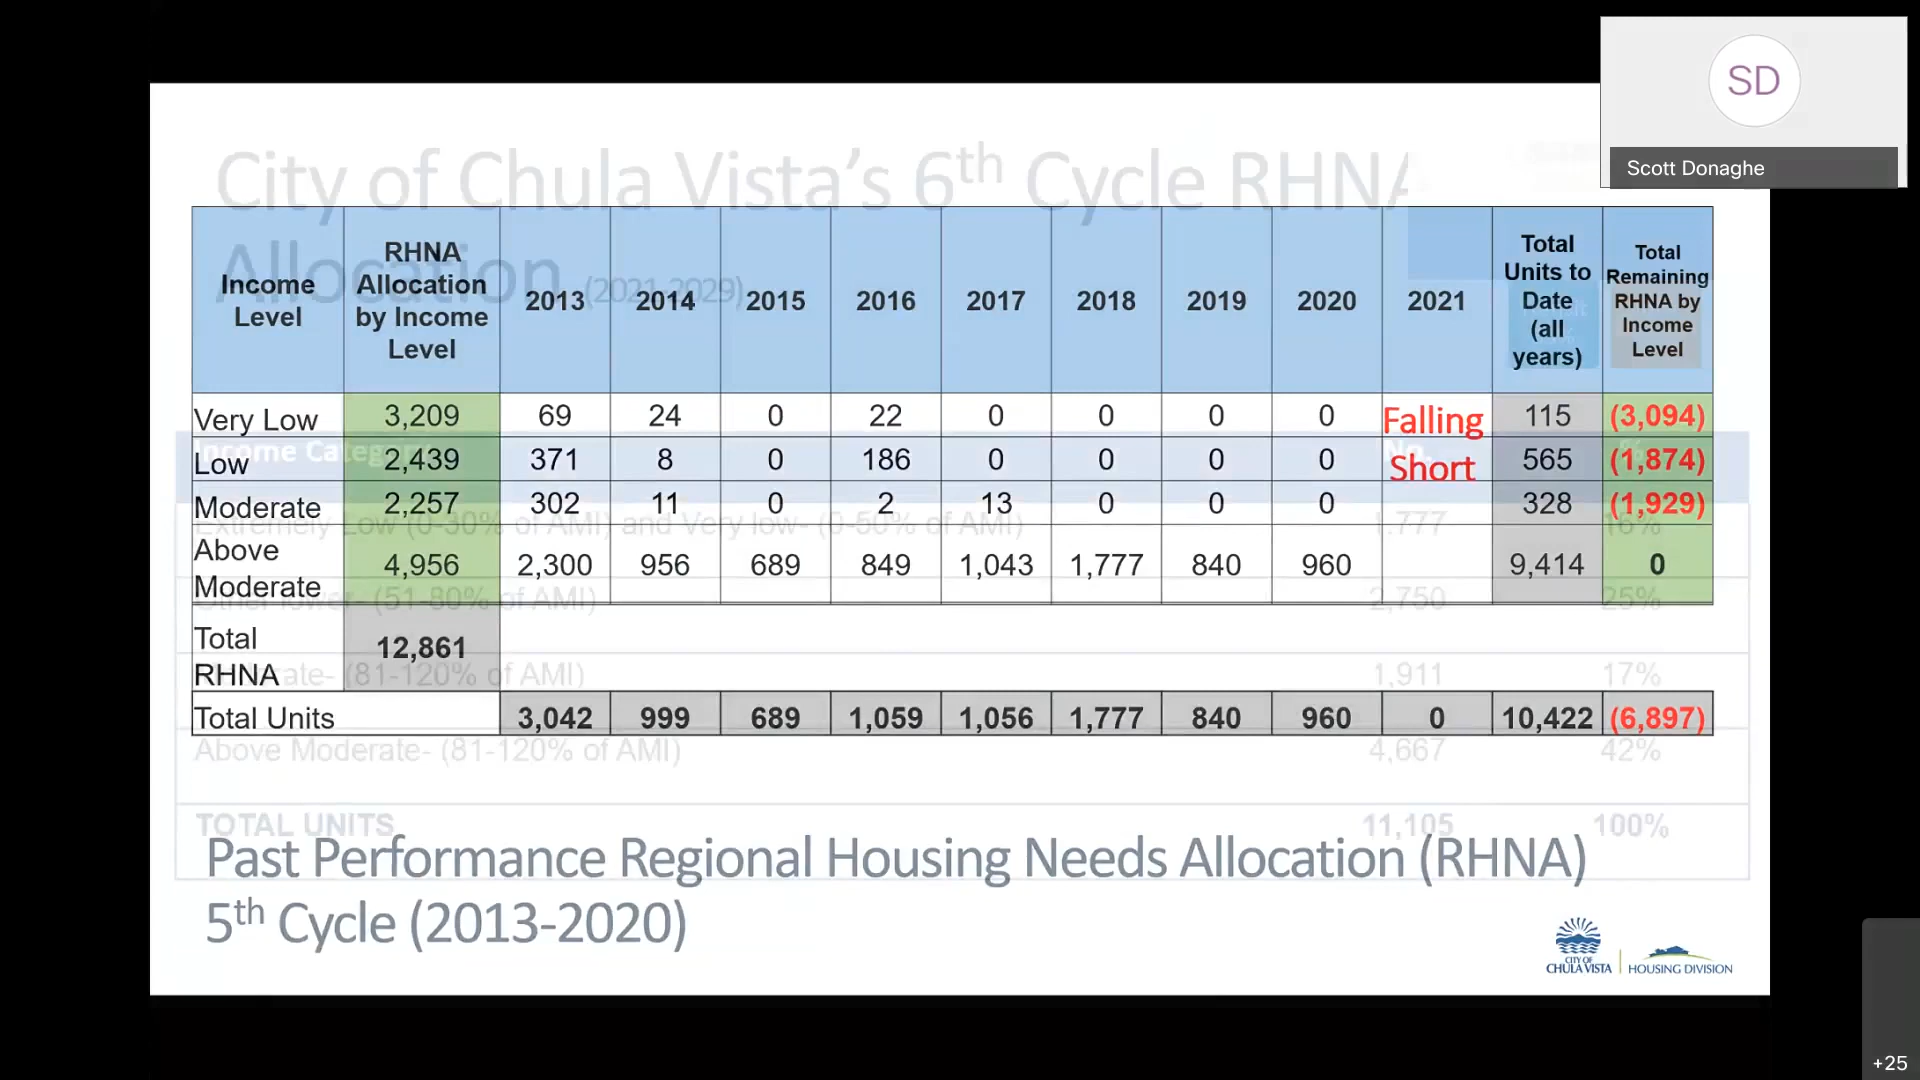 SD
Scott Donaghe
City of Chula Vista's 6th Cycle RHNA
Allocation (2021-2029)
Income Level RHNA Allocation by Income Level 2013 2014 2015 2016 2017 2018 2019 2020 2021 Total Units to Date (all years) Total Remaining RHNA by Income Level
Very Low 3,209 69 24 0 22 0 0 0 0 Falling 115 (3,094)
Low 2,439 371 8 0 186 0 0 0 0 Short 565 (1,874)
Moderate 2,257 302 11 0 2 13 0 0 0 328 (1,929)
Above Moderate 4,956 2,300 956 689 849 1,043 1,777 840 960 9,414 0
Total RHNA 12,861
Total Units 3,042 999 689 1,059 1,056 1,777 840 960 0 10,422 (6,897)
Income Category No. %
Extremely Low (0-30% of AMI) and Very low- (0-50% of AMI) 1,777 16%
Other lower- (51-80% of AMI) 2,750 25%
(81-120% of AMI) 1,911 17%
Above Moderate- (81-120% of AMI) 4,667 42%
TOTAL UNITS 11,105 100%
Past Performance Regional Housing Needs Allocation (RHNA)
5th Cycle (2013-2020)
CITY OF
CHULA VISTA
HOUSING DIVISION
+25